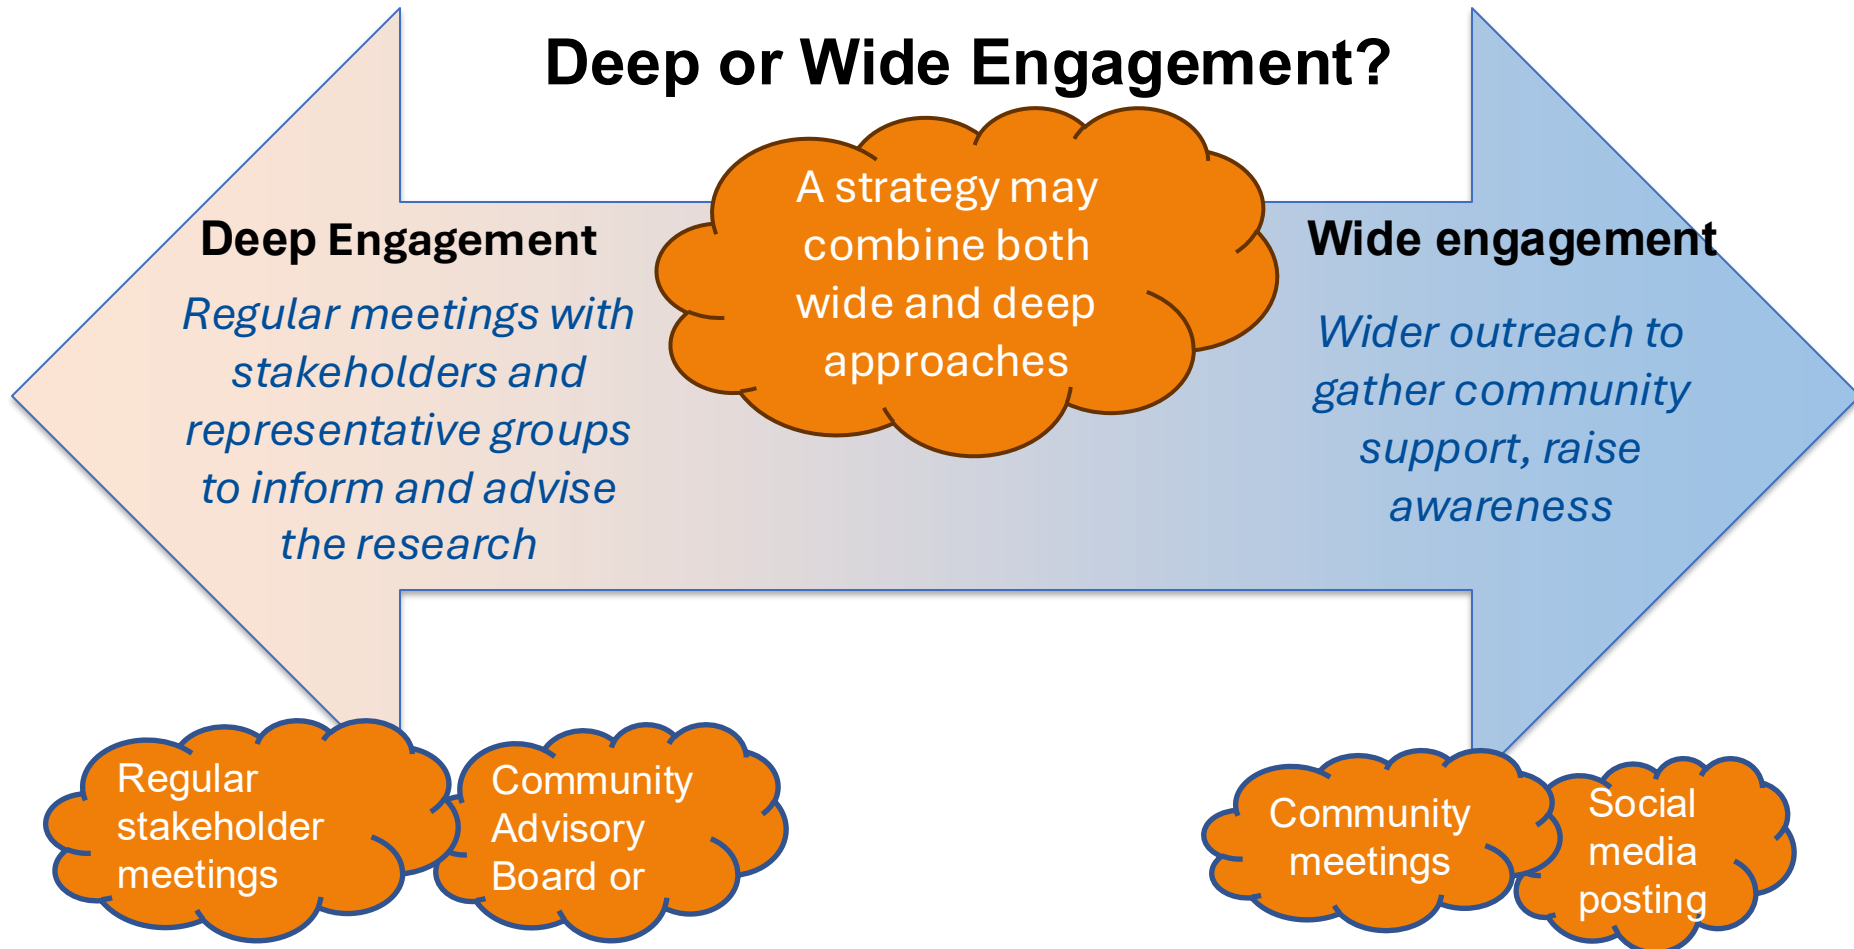 Deep or Wide Engagement?
A strategy may
combine both
wide and deep
approaches
Deep Engagement
Regular meetings with
stakeholders and
representative groups
to inform and advise
the research
Wide engagement
Wider outreach to
gather community
support, raise
awareness
Regular
stakeholder
meetings
Community
Advisory
Board or
Community
meetings
Social
media
posting